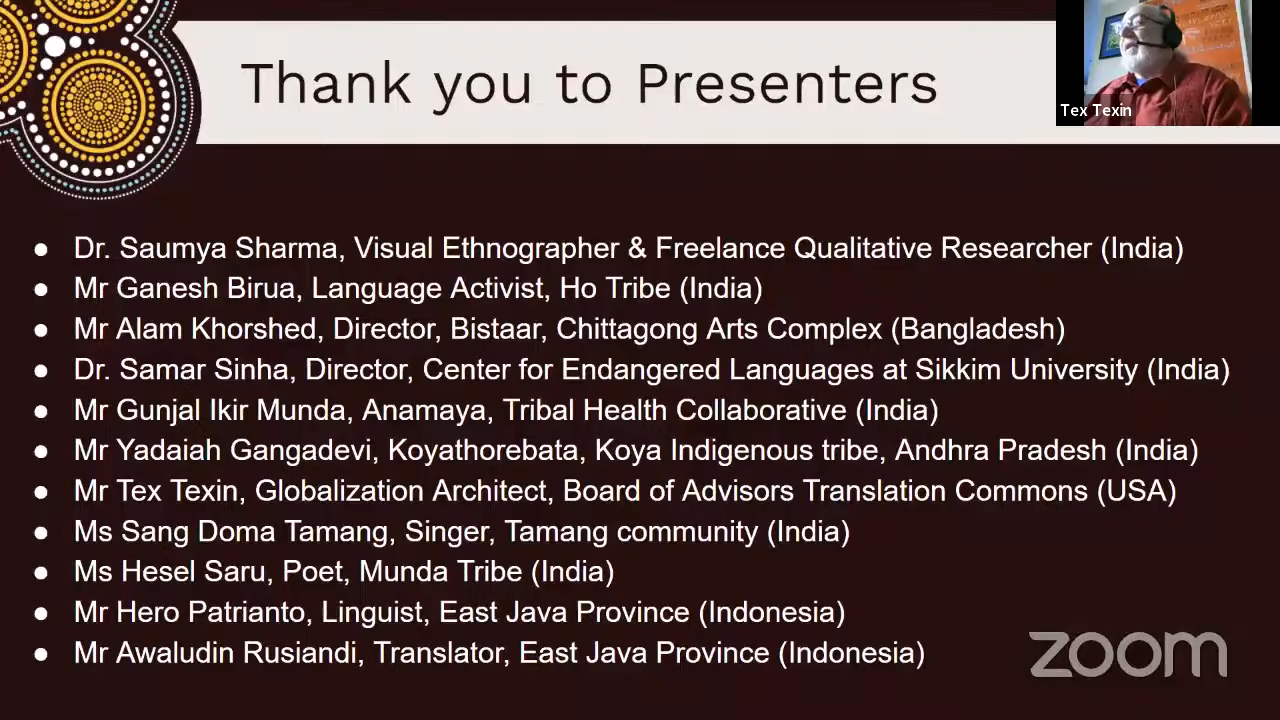 Thank you to Presenters
Tex Texin
● Dr. Saumya Sharma, Visual Ethnographer & Freelance Qualitative Researcher (India)
● Mr Ganesh Birua, Language Activist, Ho Tribe (India)
● Mr Alam Khorshed, Director, Bistaar, Chittagong Arts Complex (Bangladesh)
● Dr. Samar Sinha, Director, Center for Endangered Languages at Sikkim University (India)
● Mr Gunjal Ikir Munda, Anamaya, Tribal Health Collaborative (India)
● Mr Yadaiah Gangadevi, Koyathorebata, Koya Indigenous tribe, Andhra Pradesh (India)
● Mr Tex Texin, Globalization Architect, Board of Advisors Translation Commons (USA)
● Ms Sang Doma Tamang, Singer, Tamang community (India)
● Ms Hesel Saru, Poet, Munda Tribe (India)
● Mr Hero Patrianto, Linguist, East Java Province (Indonesia)
● Mr Awaludin Rusiandi, Translator, East Java Province (Indonesia)
zoom